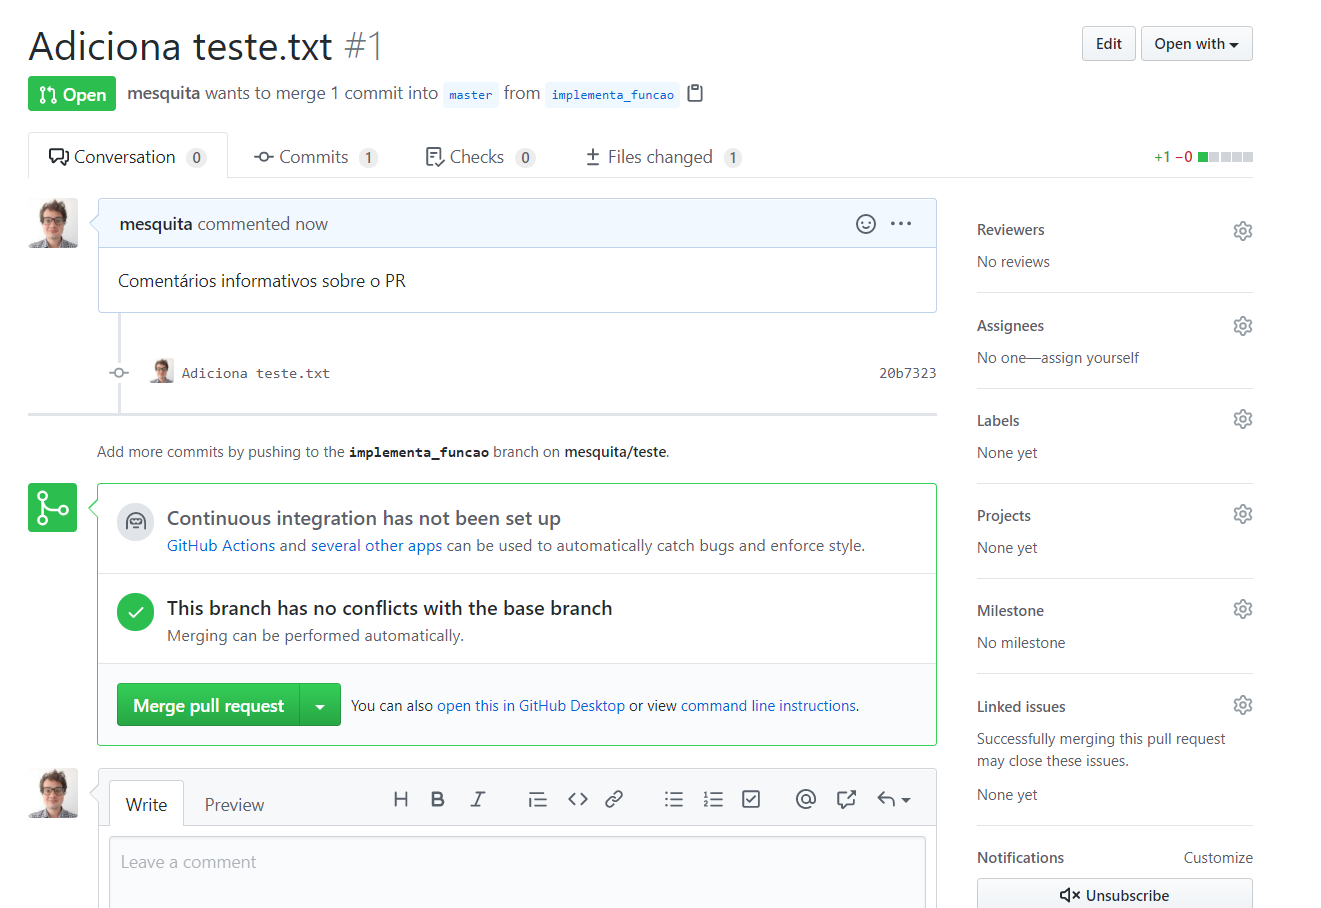 Adiciona teste.txt #1
Edit
Open with
Open
mesquita wants to merge 1 commit into master from implementa_funcao
Conversation 0
Commits 1
Checks 0
Files changed 1
+1 −0
mesquita commented now
Comentários informativos sobre o PR
Adiciona teste.txt
20b7323
Add more commits by pushing to the implementa_funcao branch on mesquita/teste.
Continuous integration has not been set up
GitHub Actions and several other apps can be used to automatically catch bugs and enforce style.
This branch has no conflicts with the base branch
Merging can be performed automatically.
Merge pull request
You can also open this in GitHub Desktop or view command line instructions.
Write
Preview
Leave a comment
Reviewers
No reviews
Assignees
No one—assign yourself
Labels
None yet
Projects
None yet
Milestone
No milestone
Linked issues
Successfully merging this pull request
may close these issues.
None yet
Notifications
Customize
Unsubscribe